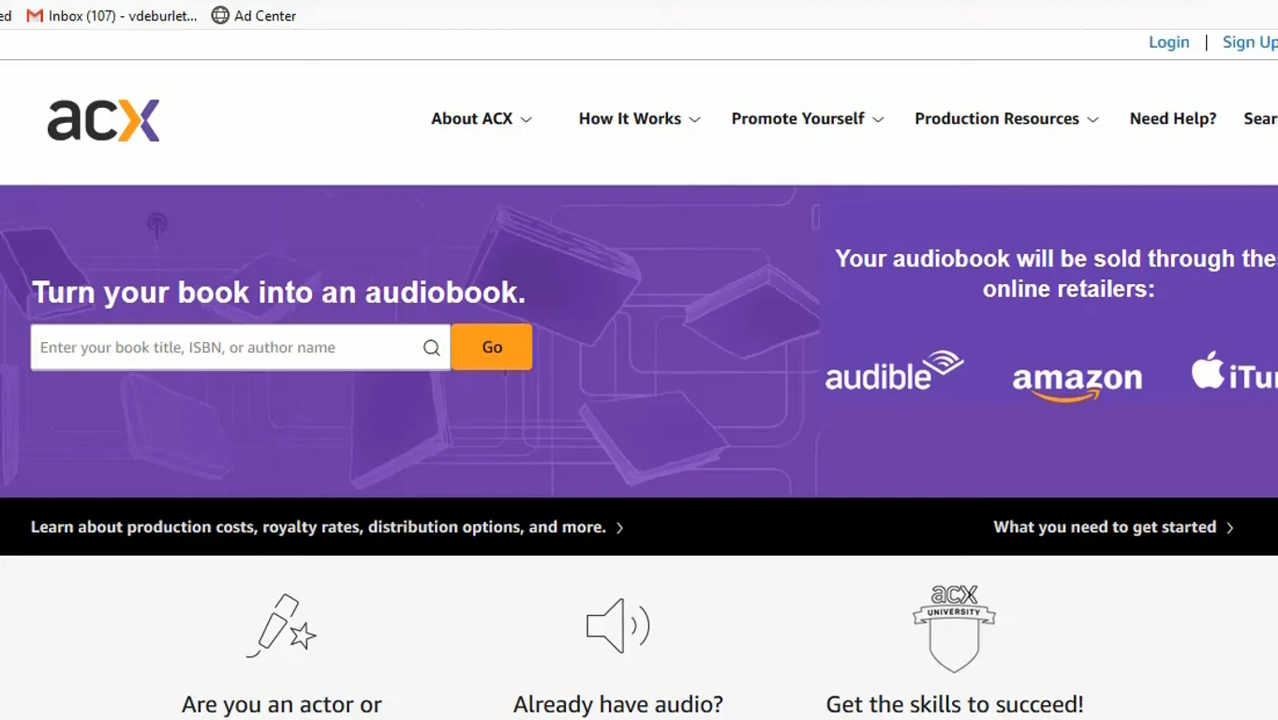 ed Inbox (107) - vdeburlet... Ad Center
Login | Sign Up
acx About ACX How It Works Promote Yourself Production Resources Need Help? Sear
Turn your book into an audiobook.
Enter your book title, ISBN, or author name Go
Your audiobook will be sold through thes
online retailers:
audible amazon iTu
Learn about production costs, royalty rates, distribution options, and more. What you need to get started
acx
UNIVERSITY
Are you an actor or Already have audio? Get the skills to succeed!